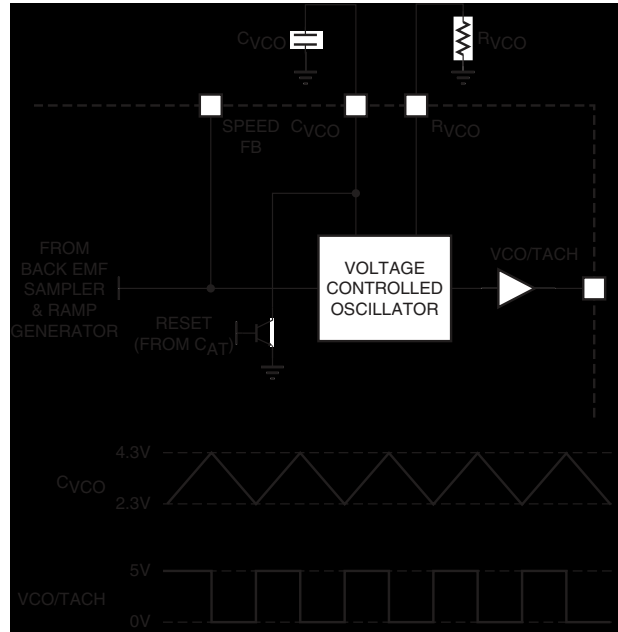 CVCO
RVCO
SPEED
FB
CVCO
RVCO
FROM
BACK EMF
SAMPLER
& RAMP
GENERATOR
VOLTAGE
CONTROLLED
OSCILLATOR
VCO/TACH
RESET
(FROM CAT)
4.3V
CVCO
2.3V
5V
VCO/TACH
0V